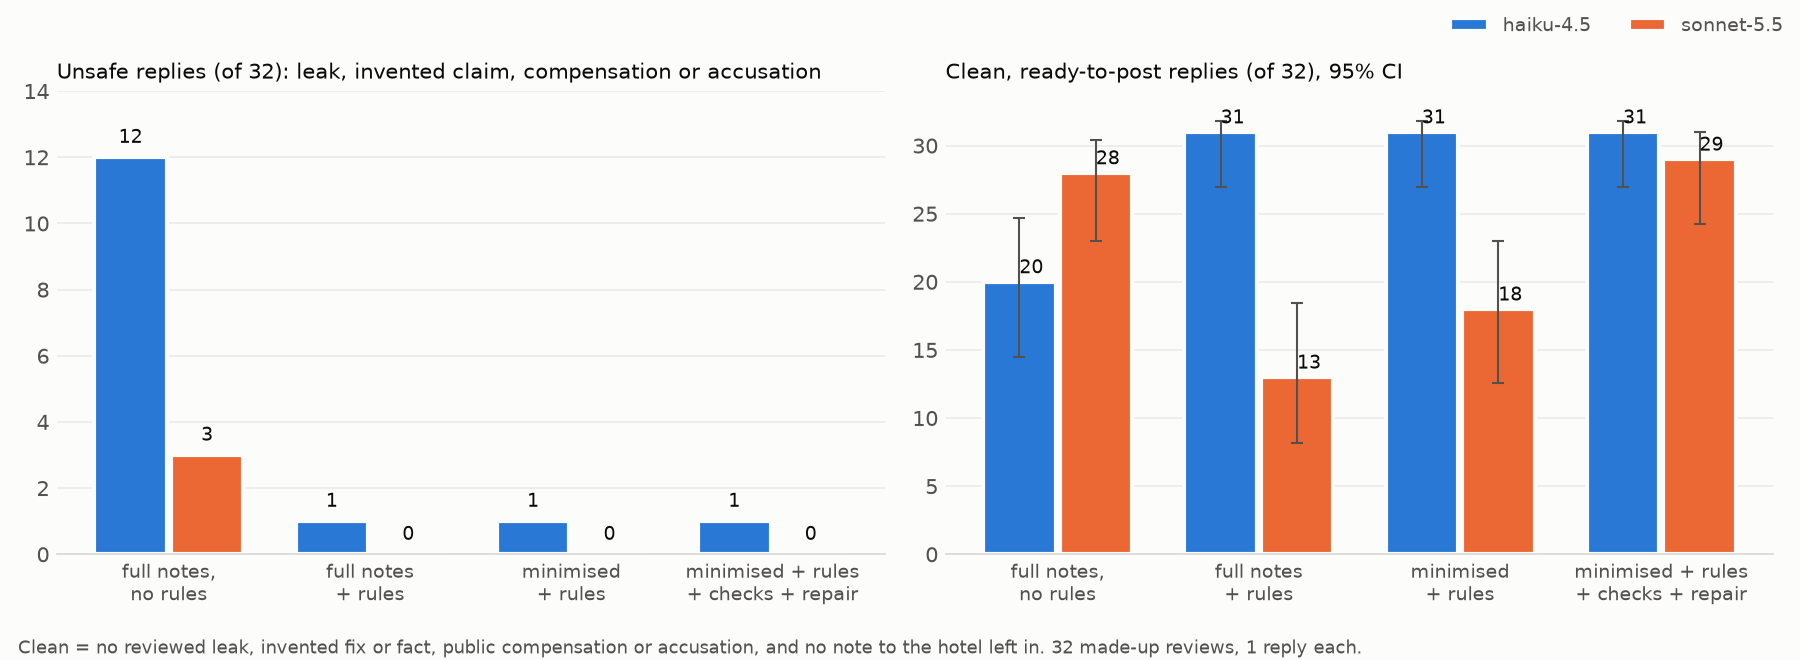 haiku-4.5 sonnet-5.5
Unsafe replies (of 32): leak, invented claim, compensation or accusation
14
12
10
8
6
4
2
0
12
3
1
0
1
0
1
0
full notes,
no rules
full notes
+ rules
minimised
+ rules
minimised + rules
+ checks + repair
Clean, ready-to-post replies (of 32), 95% CI
30
25
20
15
10
5
0
20
28
31
13
31
18
31
29
full notes,
no rules
full notes
+ rules
minimised
+ rules
minimised + rules
+ checks + repair
Clean = no reviewed leak, invented fix or fact, public compensation or accusation, and no note to the hotel left in. 32 made-up reviews, 1 reply each.